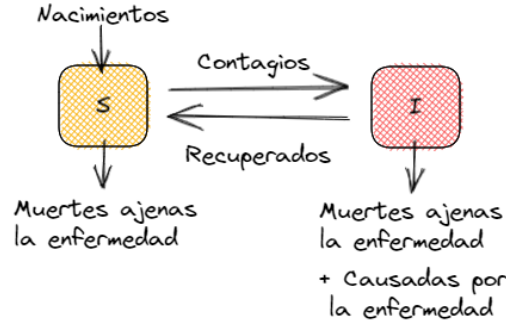 Nacimientos
S
Contagios
I
Recuperados
Muertes ajenas
la enfermedad
Muertes ajenas
la enfermedad
+ Causadas por
la enfermedad